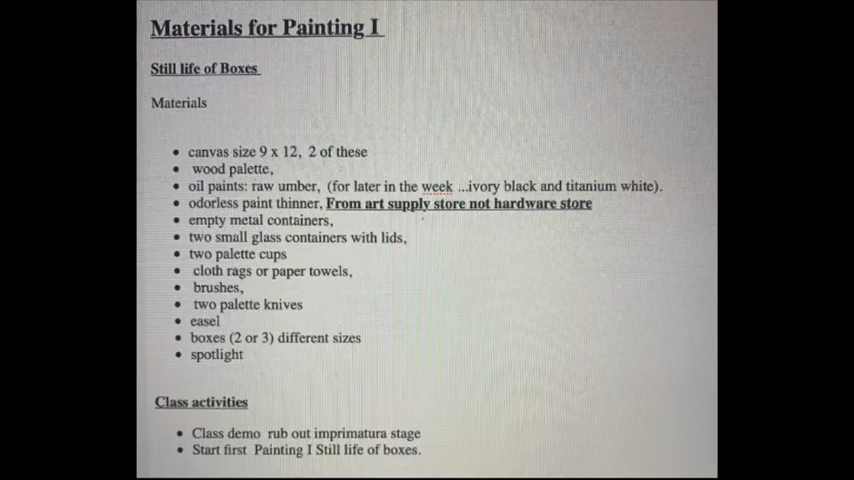 Materials for Painting I
Still life of Boxes
Materials
• canvas size 9 x 12, 2 of these
• wood palette,
• oil paints: raw umber, (for later in the week ...ivory black and titanium white).
• odorless paint thinner, From art supply store not hardware store
• empty metal containers,
• two small glass containers with lids,
• two palette cups
• cloth rags or paper towels,
• brushes,
• two palette knives
• easel
• boxes (2 or 3) different sizes
• spotlight
Class activities
• Class demo rub out imprimatura stage
• Start first Painting I Still life of boxes.